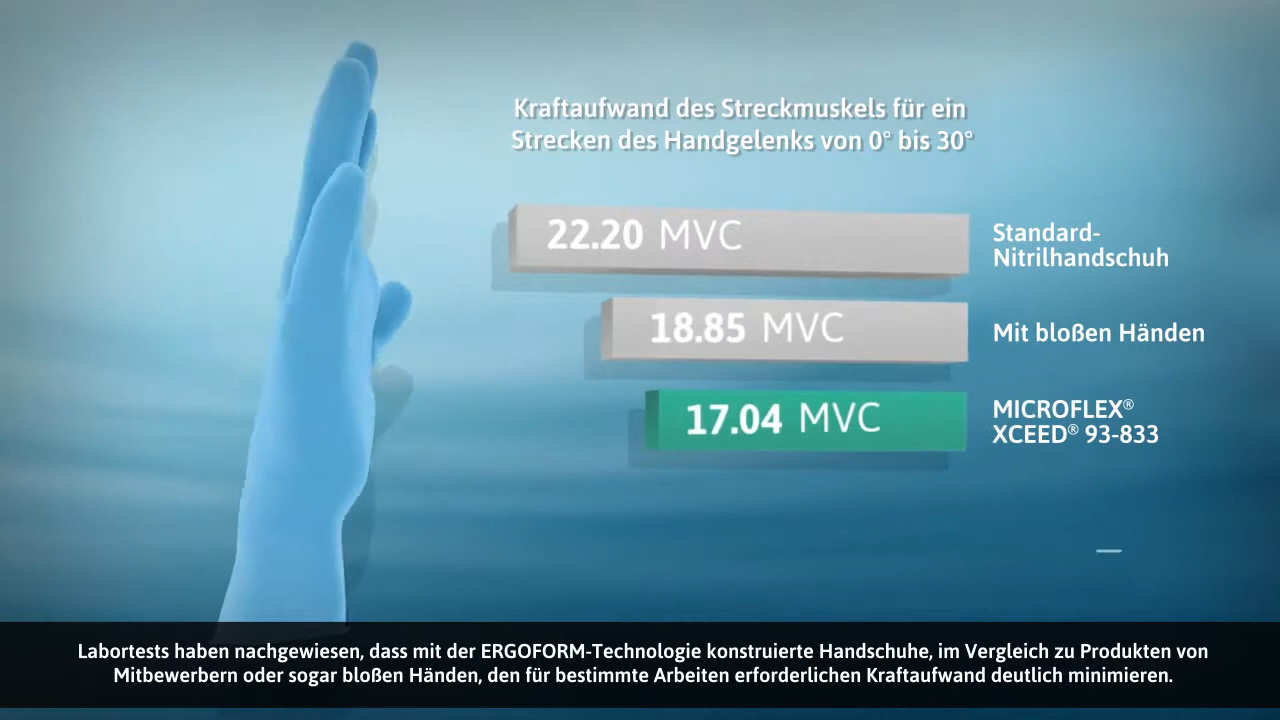 Kraftaufwand des Streckmuskels für ein
Strecken des Handgelenks von 0° bis 30°
22.20 MVC
Standard-
Nitrilhandschuh
18.85 MVC
Mit bloßen Händen
17.04 MVC
MICROFLEX®
XCEED® 93-833
Labortests haben nachgewiesen, dass mit der ERGOFORM-Technologie konstruierte Handschuhe, im Vergleich zu Produkten von
Mitbewerbern oder sogar bloßen Händen, den für bestimmte Arbeiten erforderlichen Kraftaufwand deutlich minimieren.